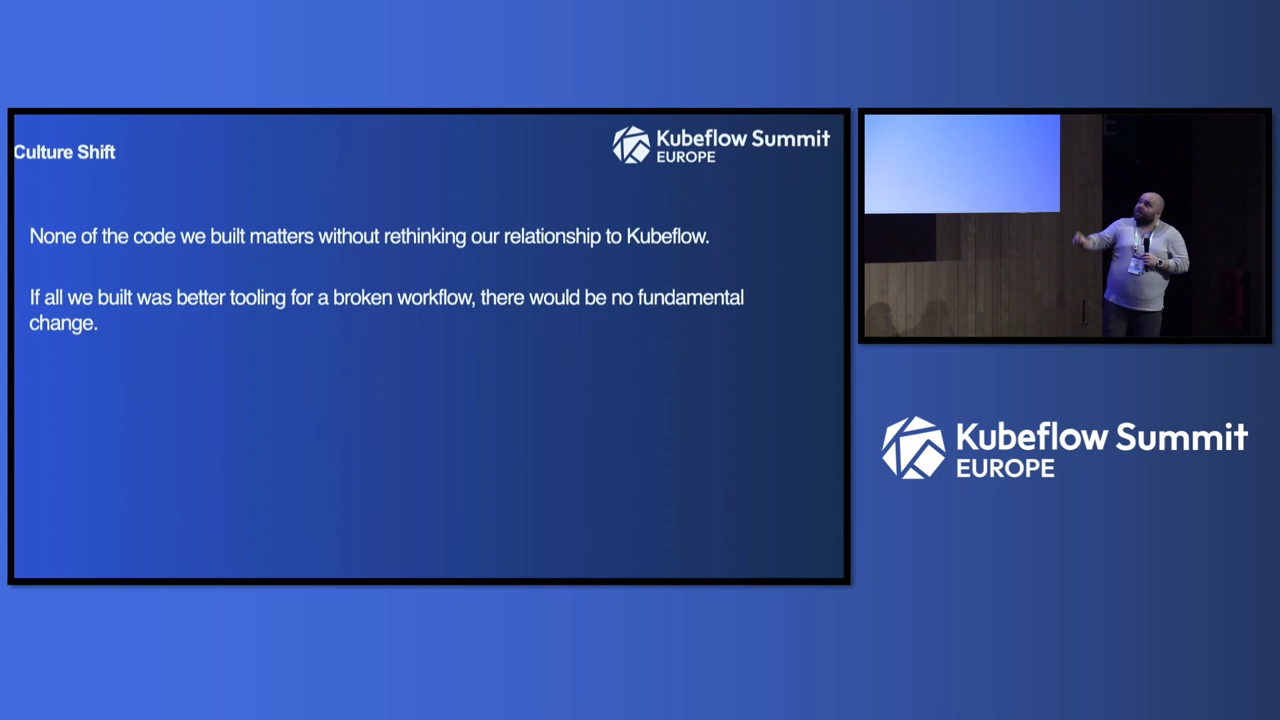 Culture Shift
Kubeflow Summit
EUROPE
None of the code we built matters without rethinking our relationship to Kubeflow.
If all we built was better tooling for a broken workflow, there would be no fundamental
change.
Kubeflow Summit
EUROPE